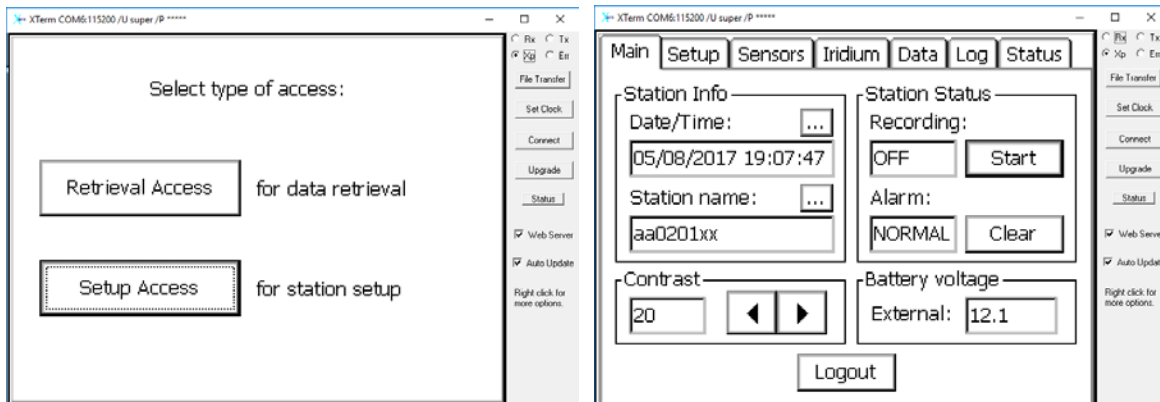 XTerm COM6:115200 /U super /P *****
Select type of access:
Retrieval Access for data retrieval
Setup Access for station setup
Rx Tx
Xp Err
File Transfer
Set Clock
Connect
Upgrade
Status
Web Server
Auto Update
Right click for
more options.
XTerm COM6:115200 /U super /P *****
Main Setup Sensors Iridium Data Log Status
Station Info
Date/Time: ...
05/08/2017 19:07:47
Station name: ...
aa0201xx
Station Status
Recording:
OFF Start
Alarm:
NORMAL Clear
Contrast
20
Battery voltage
External: 12.1
Logout
Rx Tx
Xp Err
File Transfer
Set Clock
Connect
Upgrade
Status
Web Serve
Auto Updat
Right click for
more options.